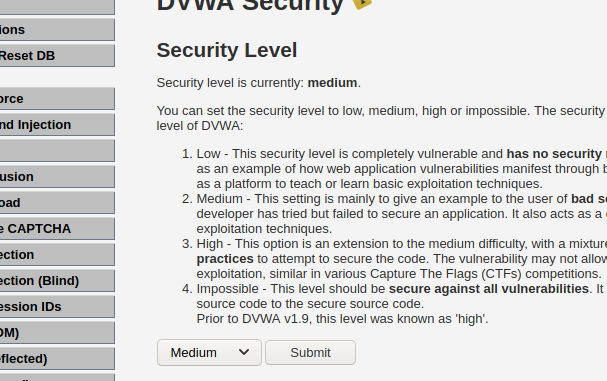 DVWA Security
ions
Reset DB
orce
nd Injection
usion
oad
e CAPTCHA
ection
ection (Blind)
ession IDs
OM)
eflected)
Security Level
Security level is currently: medium.
You can set the security level to low, medium, high or impossible. The security
level of DVWA:
1. Low - This security level is completely vulnerable and has no security
as an example of how web application vulnerabilities manifest through b
as a platform to teach or learn basic exploitation techniques.
2. Medium - This setting is mainly to give an example to the user of bad se
developer has tried but failed to secure an application. It also acts as a
exploitation techniques.
3. High - This option is an extension to the medium difficulty, with a mixture
practices to attempt to secure the code. The vulnerability may not allow
exploitation, similar in various Capture The Flags (CTFs) competitions.
4. Impossible - This level should be secure against all vulnerabilities. It
source code to the secure source code.
Prior to DVWA v1.9, this level was known as 'high'.
Medium
Submit